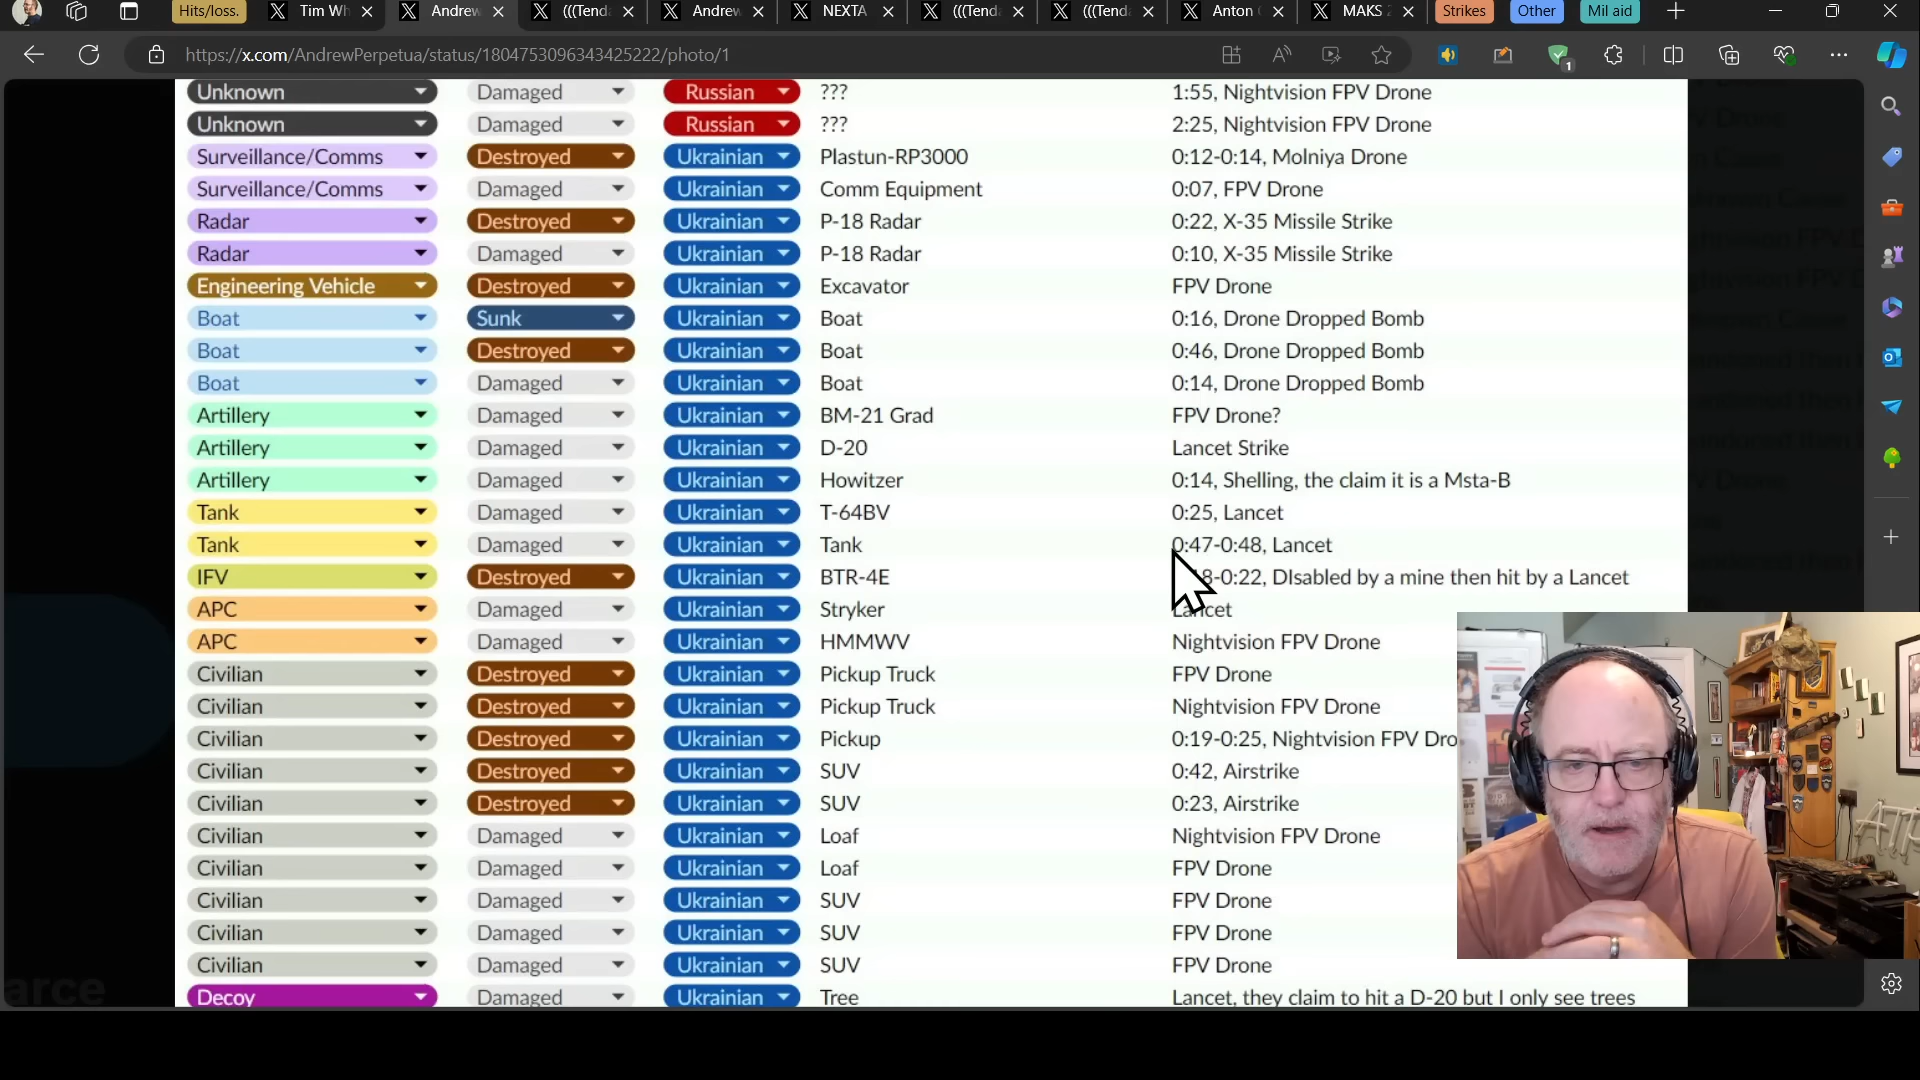 Hits/loss. Tim Wh Andrew (((Tend Andrew NEXTA (((Tend (((Tend Anton MAKS Strikes Other Mil aid
https://x.com/AndrewPerpetua/status/1804753096343425222/photo/1
Unknown Damaged Russian ??? 1:55, Nightvision FPV Drone
Unknown Damaged Russian ??? 2:25, Nightvision FPV Drone
Surveillance/Comms Destroyed Ukrainian Plastun-RP3000 0:12-0:14, Molniya Drone
Surveillance/Comms Damaged Ukrainian Comm Equipment 0:07, FPV Drone
Radar Destroyed Ukrainian P-18 Radar 0:22, X-35 Missile Strike
Radar Damaged Ukrainian P-18 Radar 0:10, X-35 Missile Strike
Engineering Vehicle Destroyed Ukrainian Excavator FPV Drone
Boat Sunk Ukrainian Boat 0:16, Drone Dropped Bomb
Boat Destroyed Ukrainian Boat 0:46, Drone Dropped Bomb
Boat Damaged Ukrainian Boat 0:14, Drone Dropped Bomb
Artillery Damaged Ukrainian BM-21 Grad FPV Drone?
Artillery Damaged Ukrainian D-20 Lancet Strike
Artillery Damaged Ukrainian Howitzer 0:14, Shelling, the claim it is a Msta-B
Tank Damaged Ukrainian T-64BV 0:25, Lancet
Tank Damaged Ukrainian Tank 0:47-0:48, Lancet
IFV Destroyed Ukrainian BTR-4E 8-0:22, DIsabled by a mine then hit by a Lancet
APC Damaged Ukrainian Stryker Lancet
APC Damaged Ukrainian HMMWV Nightvision FPV Drone
Civilian Destroyed Ukrainian Pickup Truck FPV Drone
Civilian Destroyed Ukrainian Pickup Truck Nightvision FPV Drone
Civilian Destroyed Ukrainian Pickup 0:19-0:25, Nightvision FPV Dro
Civilian Destroyed Ukrainian SUV 0:42, Airstrike
Civilian Destroyed Ukrainian SUV 0:23, Airstrike
Civilian Damaged Ukrainian Loaf Nightvision FPV Drone
Civilian Damaged Ukrainian Loaf FPV Drone
Civilian Damaged Ukrainian SUV FPV Drone
Civilian Damaged Ukrainian SUV FPV Drone
Civilian Damaged Ukrainian SUV FPV Drone
Decoy Damaged Ukrainian Tree Lancet, they claim to hit a D-20 but I only see trees
arce